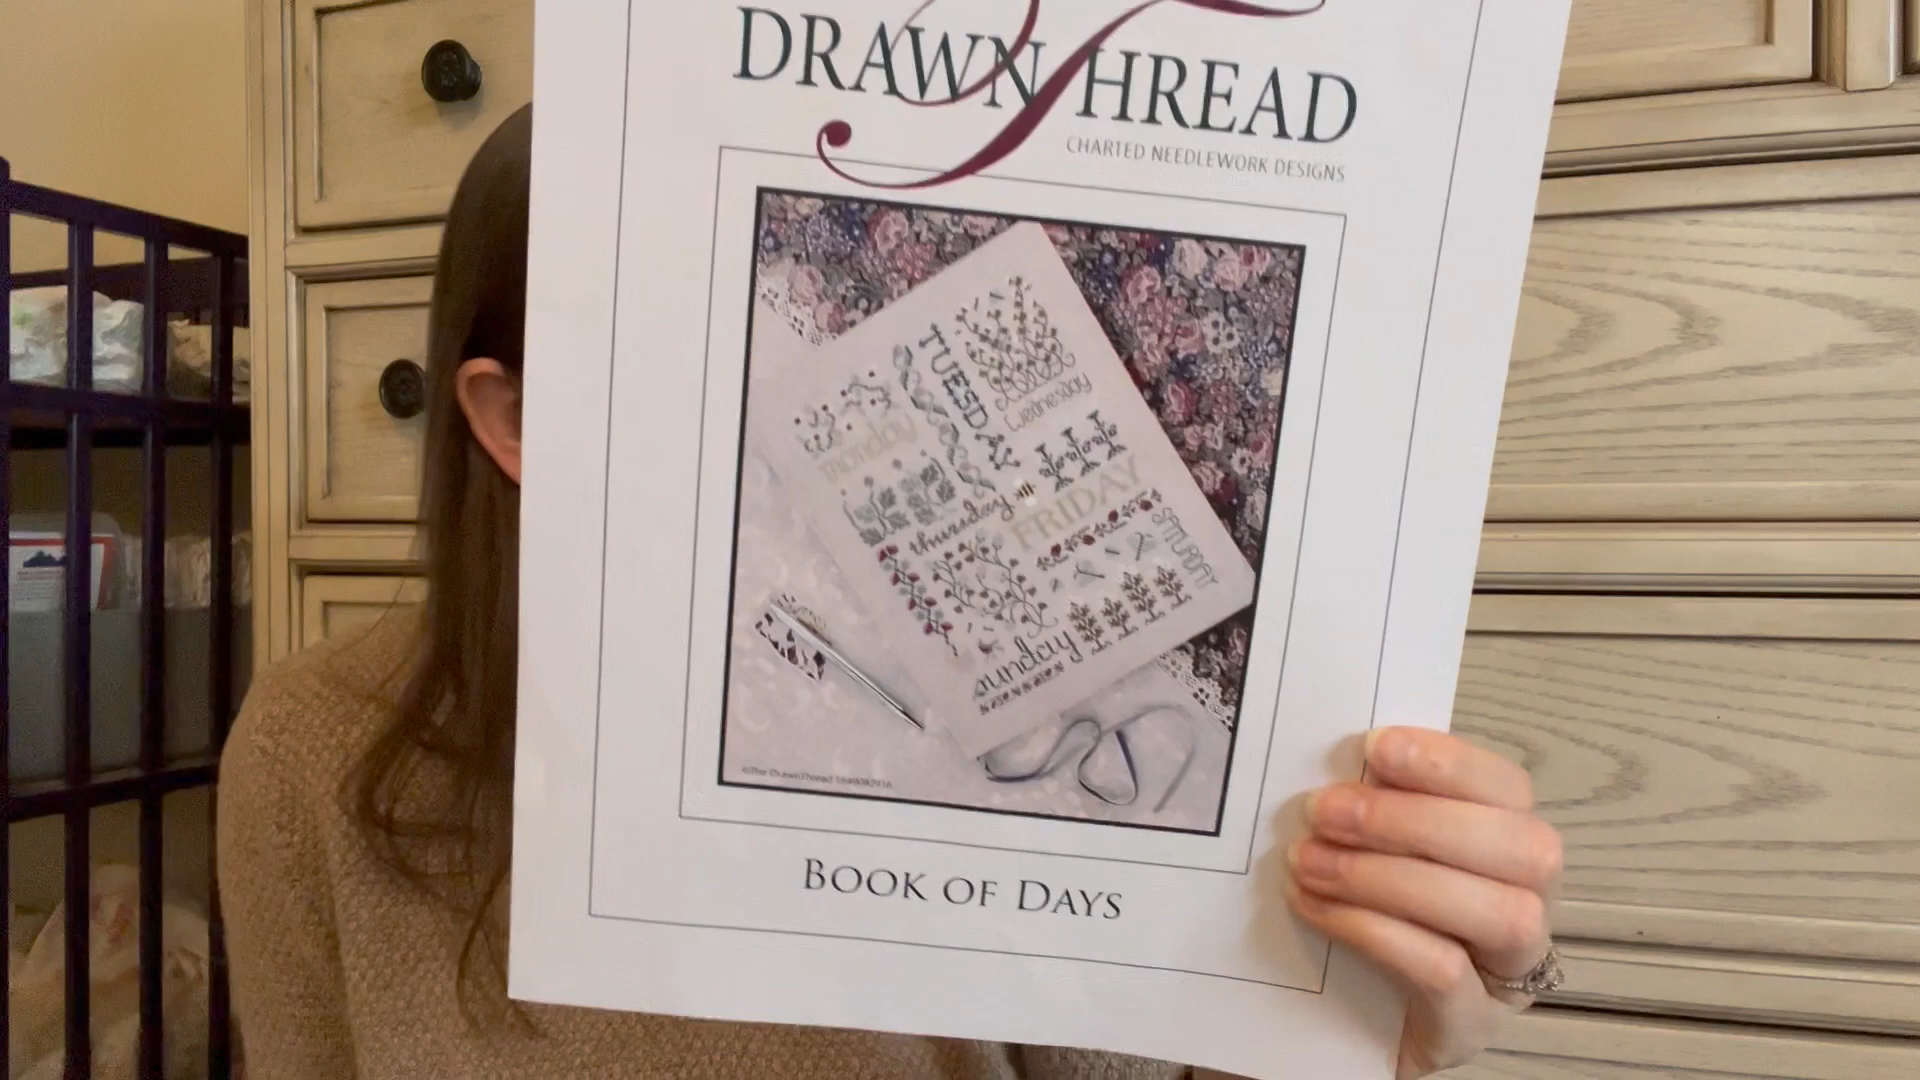 DRAWN THREAD
CHARTED NEEDLEWORK DESIGNS
TUESDAY
Wednesday
monday
thursday
FRIDAY
SATURDAY
sunday
BOOK OF DAYS